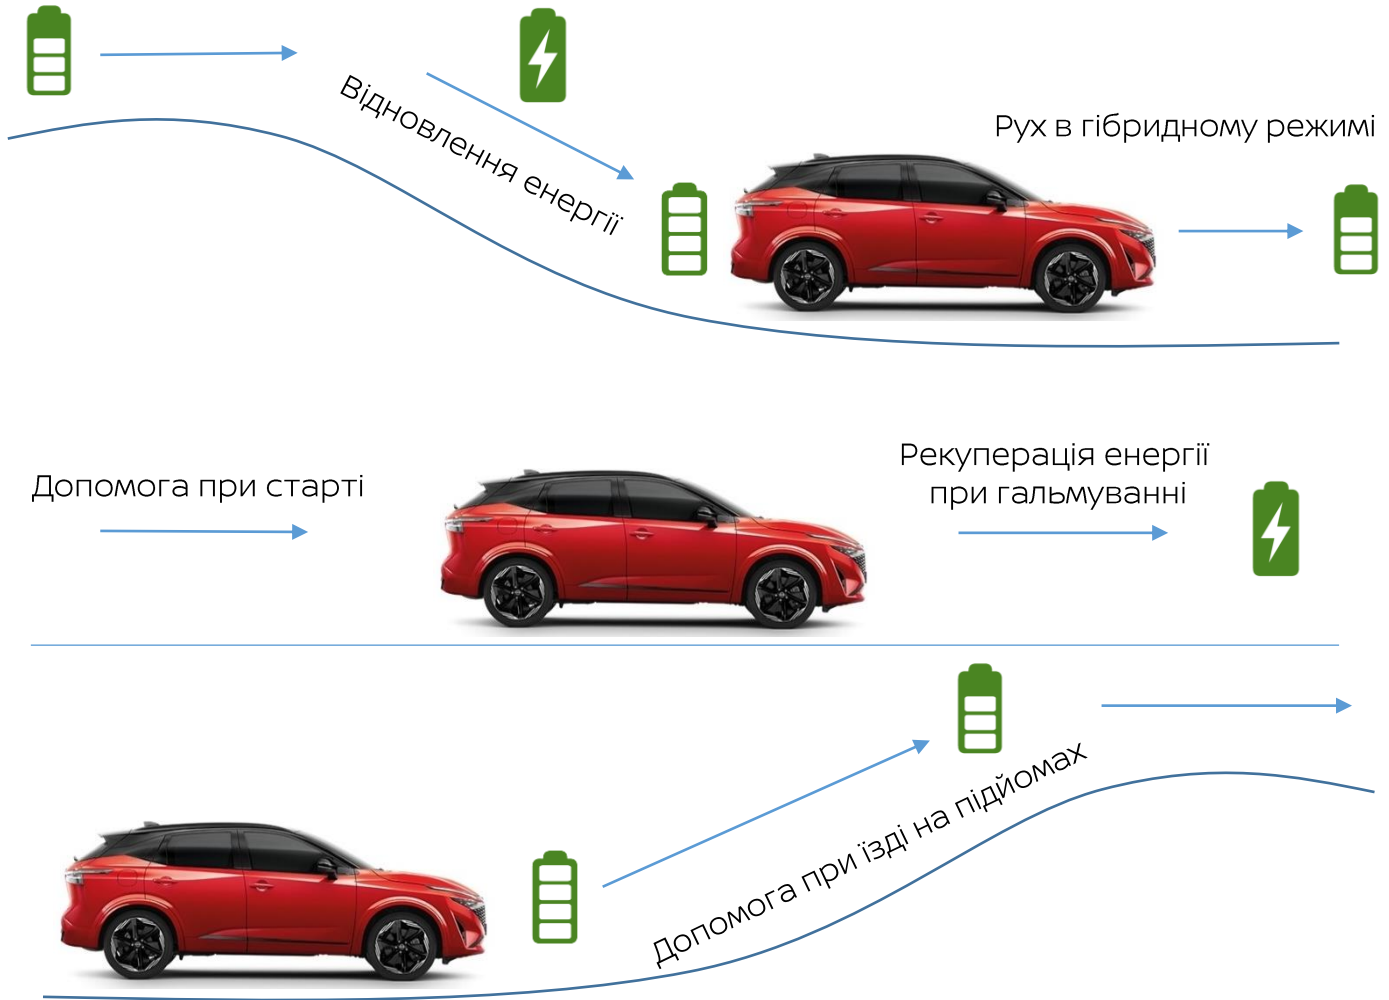 Відновлення енергії
Рух в гібридному режимі
Допомога при старті
Рекуперація енергії
при гальмуванні
Допомога при їзді на підйомах